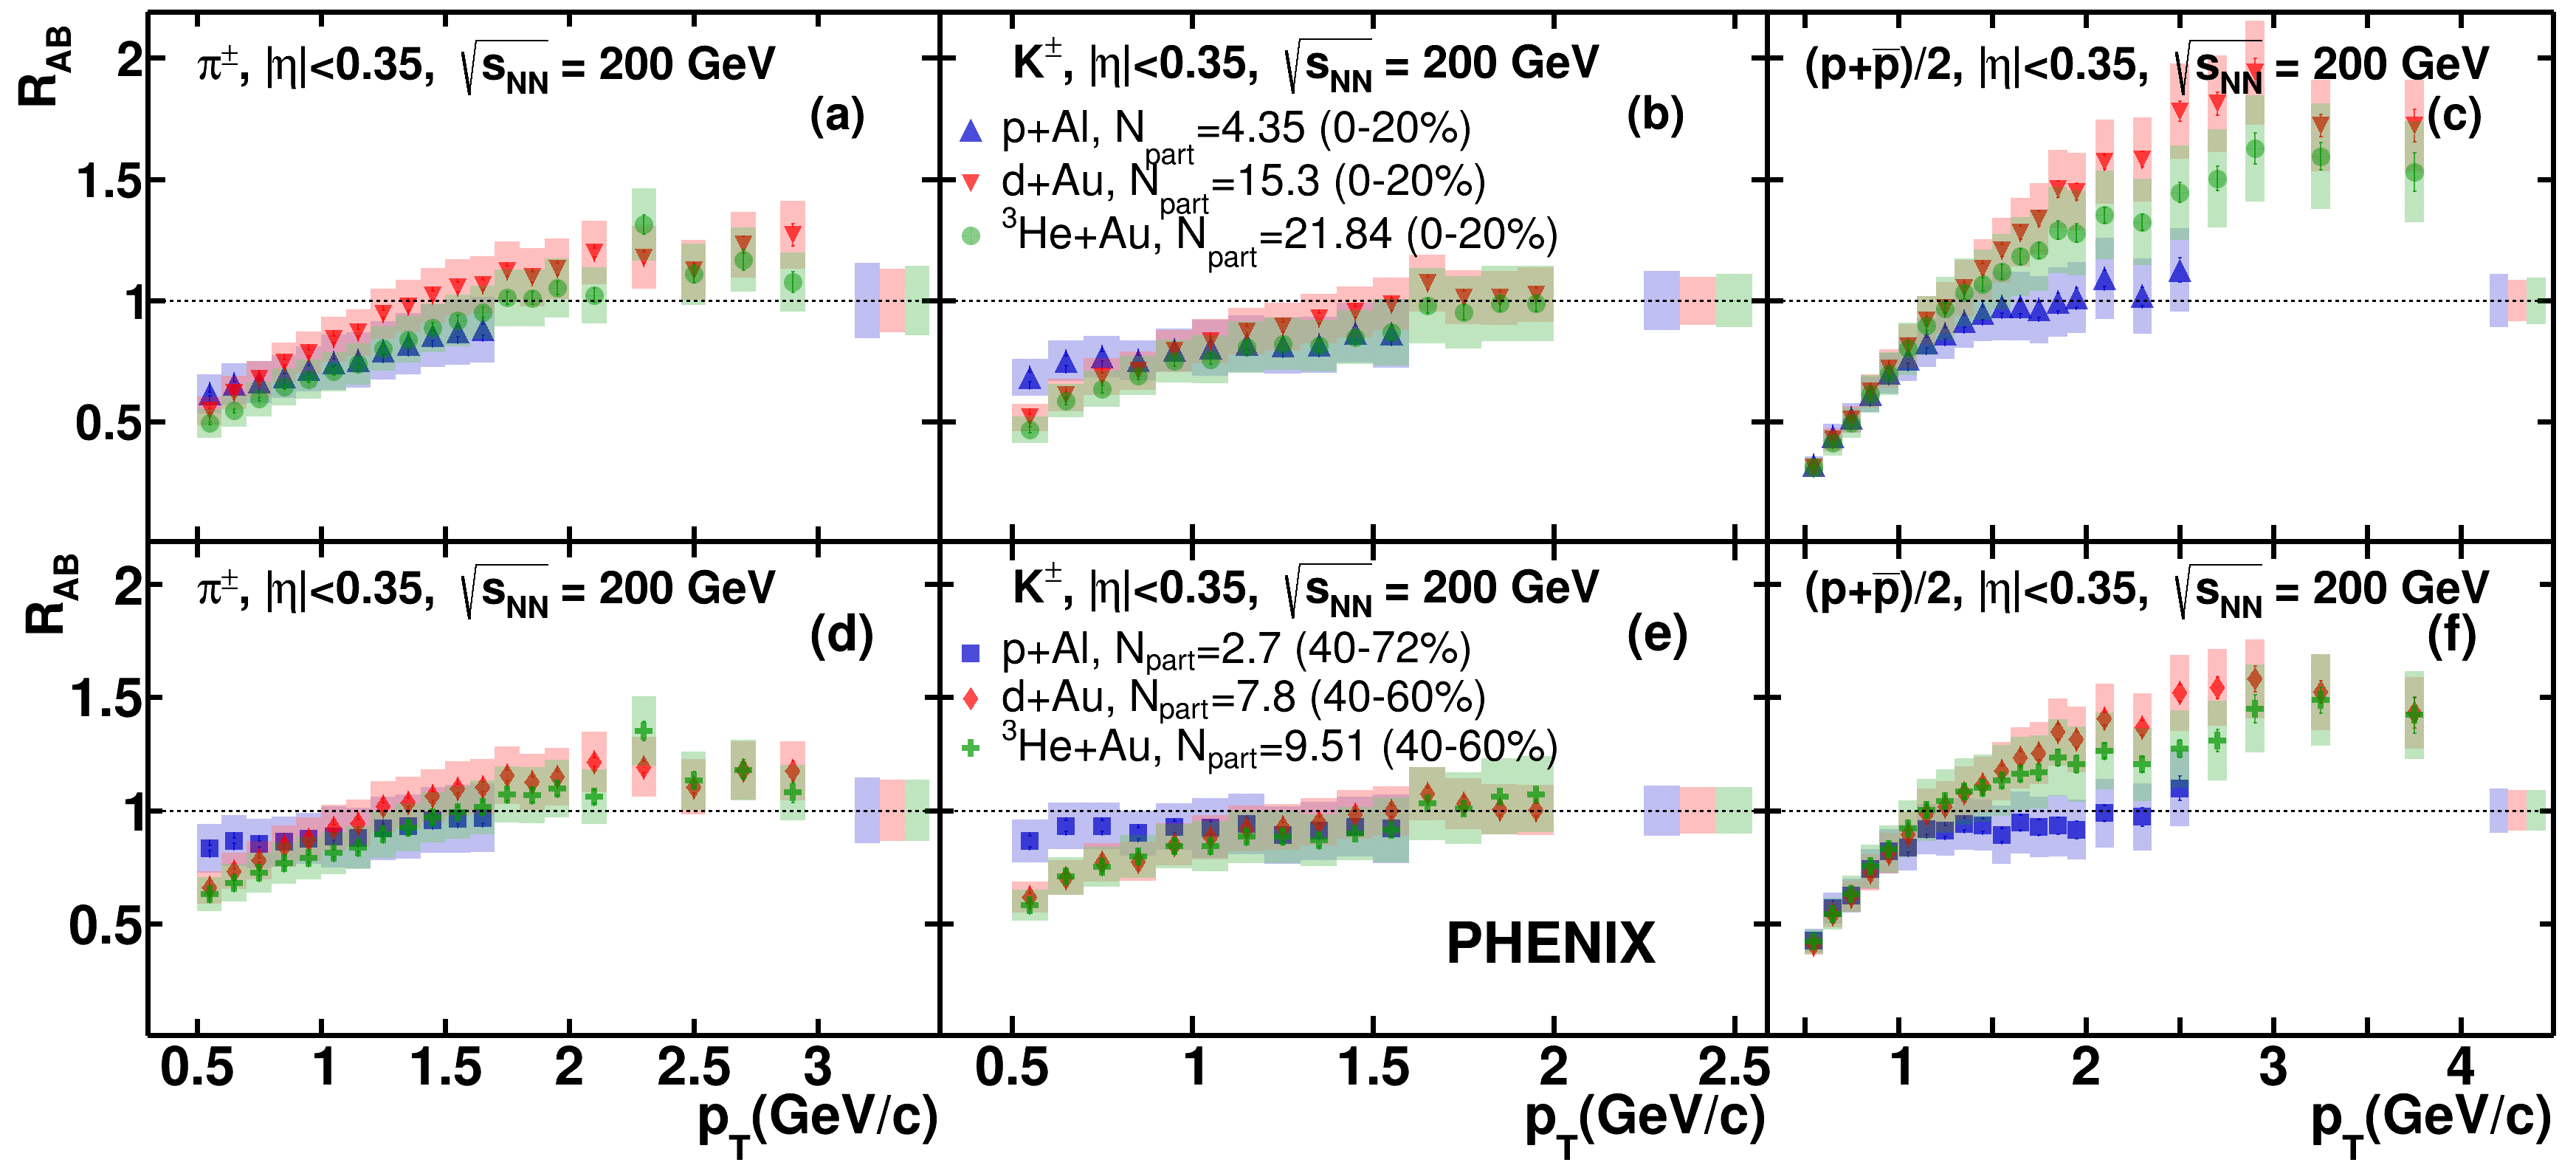 R_AB
2
1.5
1
0.5
π±, |η|<0.35, √s_NN = 200 GeV
(a)
K±, |η|<0.35, √s_NN = 200 GeV
(b)
p+Al, N_part=4.35 (0-20%)
d+Au, N_part=15.3 (0-20%)
³He+Au, N_part=21.84 (0-20%)
(p+p̅)/2, |η|<0.35, √s_NN = 200 GeV
(c)
R_AB
2
1.5
1
0.5
π±, |η|<0.35, √s_NN = 200 GeV
(d)
K±, |η|<0.35, √s_NN = 200 GeV
(e)
p+Al, N_part=2.7 (40-72%)
d+Au, N_part=7.8 (40-60%)
³He+Au, N_part=9.51 (40-60%)
PHENIX
(p+p̅)/2, |η|<0.35, √s_NN = 200 GeV
(f)
0.5 1 1.5 2 2.5 3
0.5 1 1.5 2 2.5
1 2 3 4
p_T(GeV/c)
p_T(GeV/c)
p_T(GeV/c)